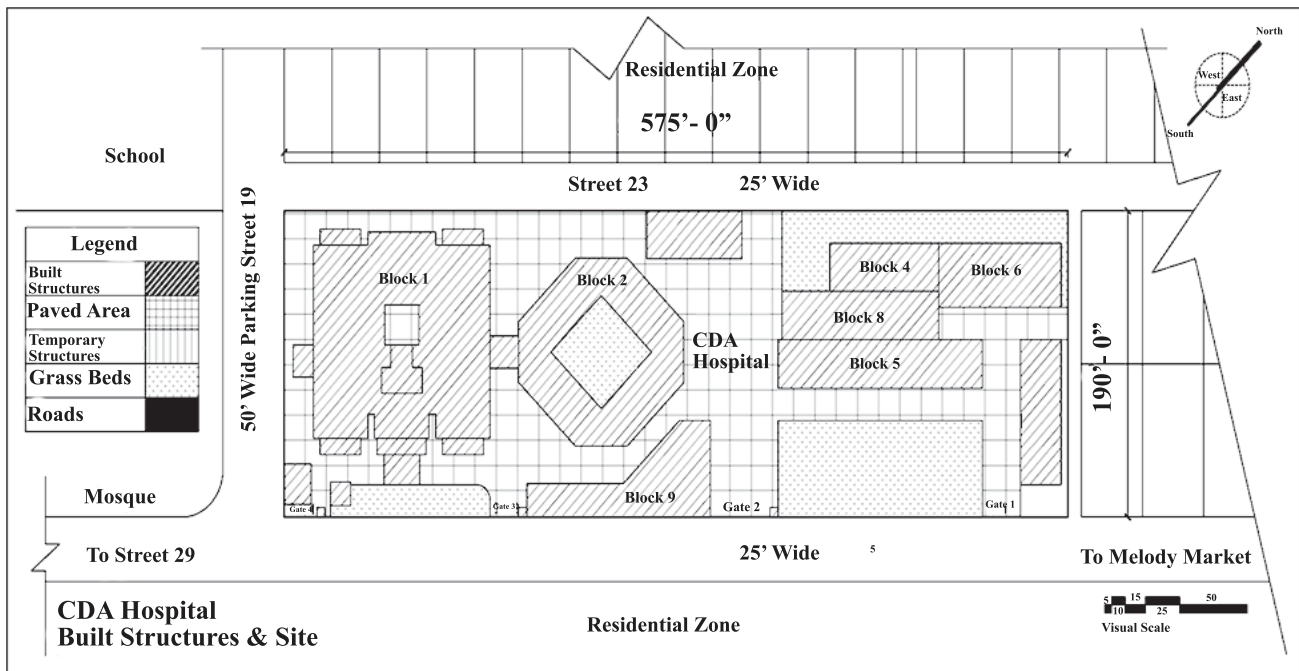 North
West
East
South
Residential Zone
575’- 0”
School
Street 23 25’ Wide
50’ Wide Parking Street 19
Legend
Built
Structures
Paved Area
Temporary
Structures
Grass Beds
Roads
Block 1
Block 2
Block 4
Block 6
Block 8
CDA
Hospital
Block 5
190’- 0”
Mosque
Block 9
Gate 4
Gate 2
Gate 1
To Street 29
25’ Wide 5
To Melody Market
CDA Hospital
Built Structures & Site
Residential Zone
5 15 50
10 25
Visual Scale